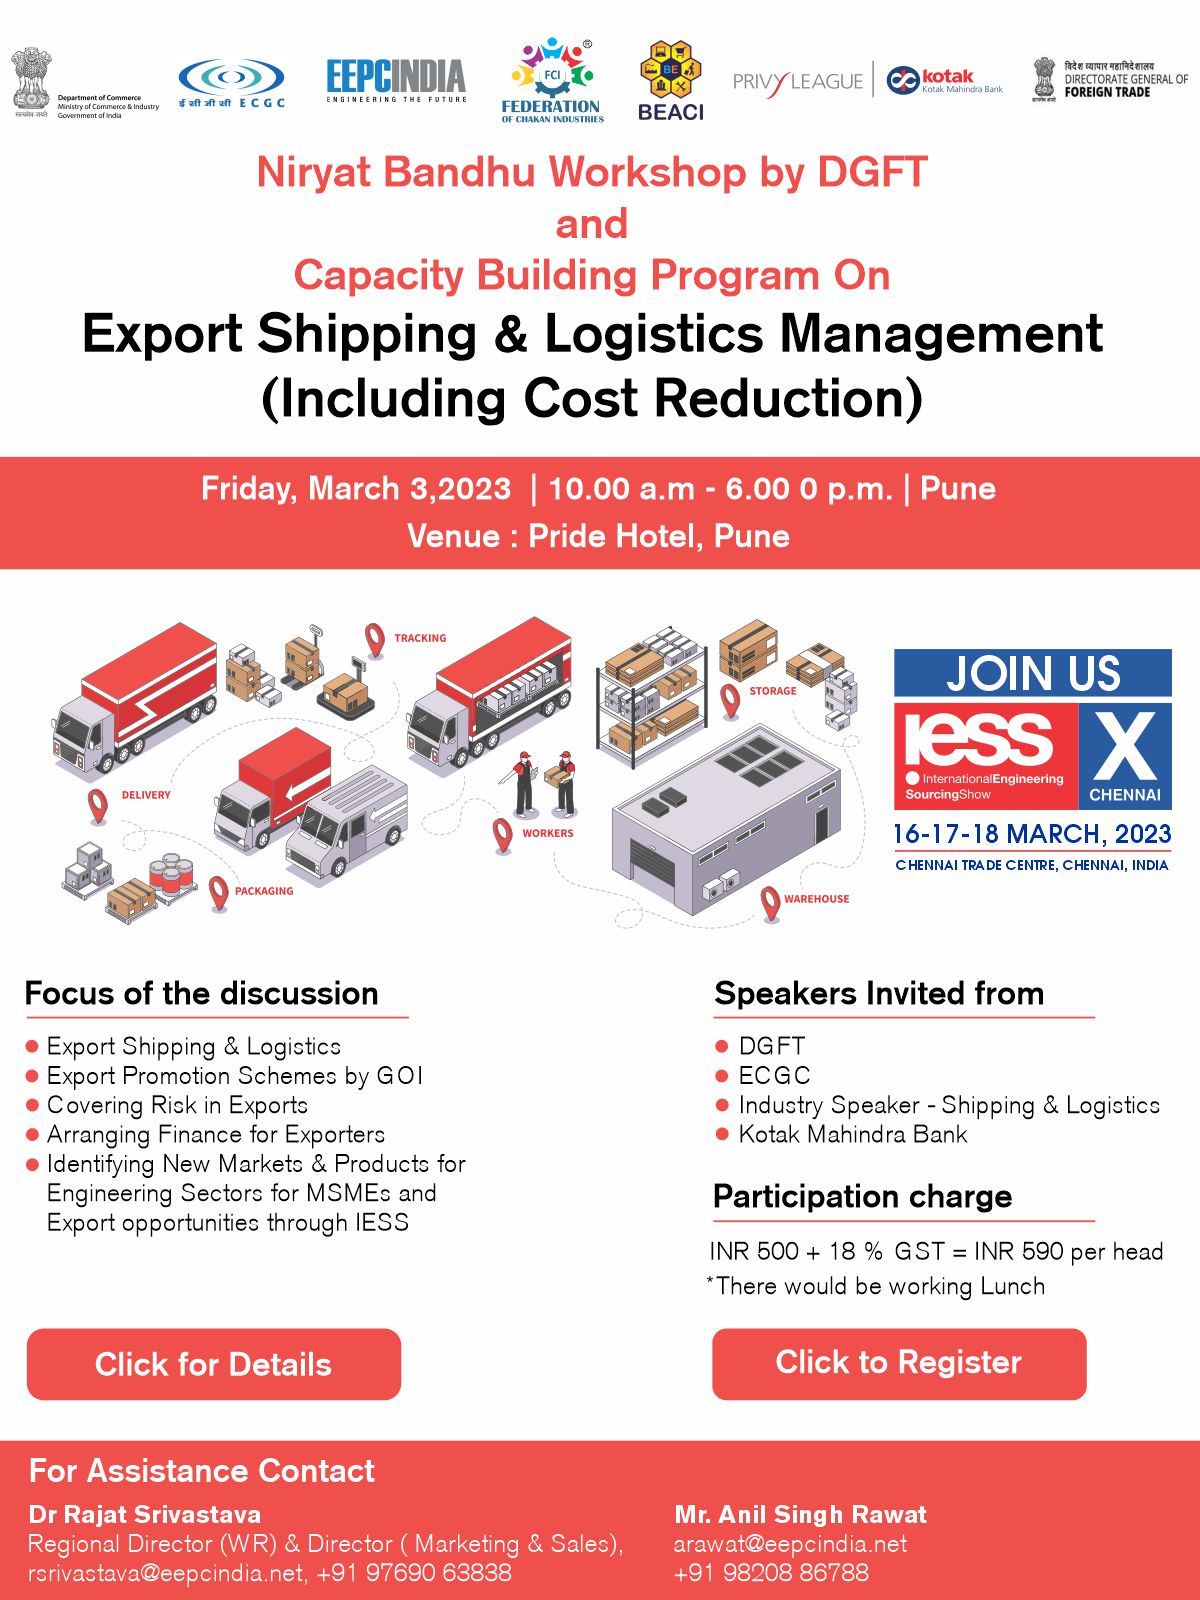 सत्यमेव जयते
Department of Commerce
Ministry of Commerce & Industry
Government of India
ई सी जी सी ECGC
EEPCINDIA
ENGINEERING THE FUTURE
®
FCI
FEDERATION
OF CHAKAN INDUSTRIES
BE
BEACI
PRIVY LEAGUE
kotak
Kotak Mahindra Bank
सत्यमेव जयते
विदेश व्यापार महानिदेशालय
DIRECTORATE GENERAL OF
FOREIGN TRADE
Niryat Bandhu Workshop by DGFT
and
Capacity Building Program On
Export Shipping & Logistics Management
(Including Cost Reduction)
Friday, March 3,2023 | 10.00 a.m - 6.00 0 p.m. | Pune
Venue : Pride Hotel, Pune
TRACKING
STORAGE
DELIVERY
WORKERS
PACKAGING
WAREHOUSE
JOIN US
IESS
InternationalEngineering
SourcingShow
X
CHENNAI
16-17-18 MARCH, 2023
CHENNAI TRADE CENTRE, CHENNAI, INDIA
Focus of the discussion
Export Shipping & Logistics
Export Promotion Schemes by GOI
Covering Risk in Exports
Arranging Finance for Exporters
Identifying New Markets & Products for
Engineering Sectors for MSMEs and
Export opportunities through IESS
Speakers Invited from
DGFT
ECGC
Industry Speaker - Shipping & Logistics
Kotak Mahindra Bank
Participation charge
INR 500 + 18 % GST = INR 590 per head
*There would be working Lunch
Click for Details
Click to Register
For Assistance Contact
Dr Rajat Srivastava
Regional Director (WR) & Director ( Marketing & Sales),
rsrivastava@eepcindia.net, +91 97690 63838
Mr. Anil Singh Rawat
arawat@eepcindia.net
+91 98208 86788